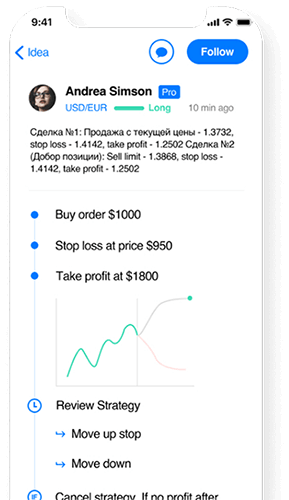 9:41
Idea
Follow
Andrea Simson Pro
USD/EUR Long 10 min ago
Сделка №1: Продажа с текущей цены - 1.3732,
stop loss - 1.4142, take profit - 1.2502 Сделка №2
(Добор позиции): Sell limit - 1.3868, stop loss -
1.4142, take profit - 1.2502
Buy order $1000
Stop loss at price $950
Take profit at $1800
Review Strategy
Move up stop
Move down
IF Cancel strategy. If no profit after